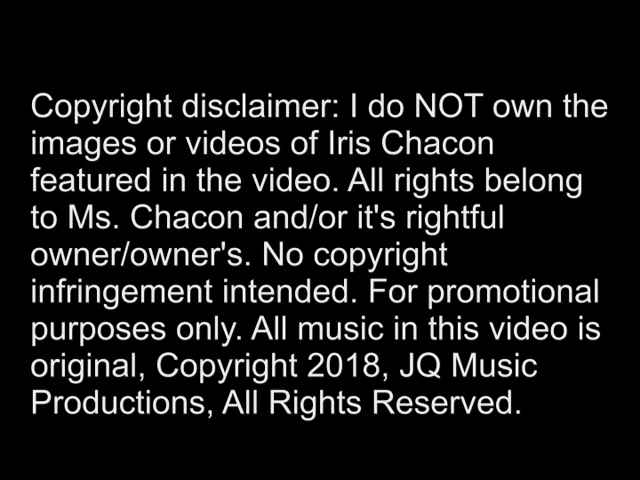 Copyright disclaimer: I do NOT own the
images or videos of Iris Chacon
featured in the video. All rights belong
to Ms. Chacon and/or it's rightful
owner/owner's. No copyright
infringement intended. For promotional
purposes only. All music in this video is
original, Copyright 2018, JQ Music
Productions, All Rights Reserved.